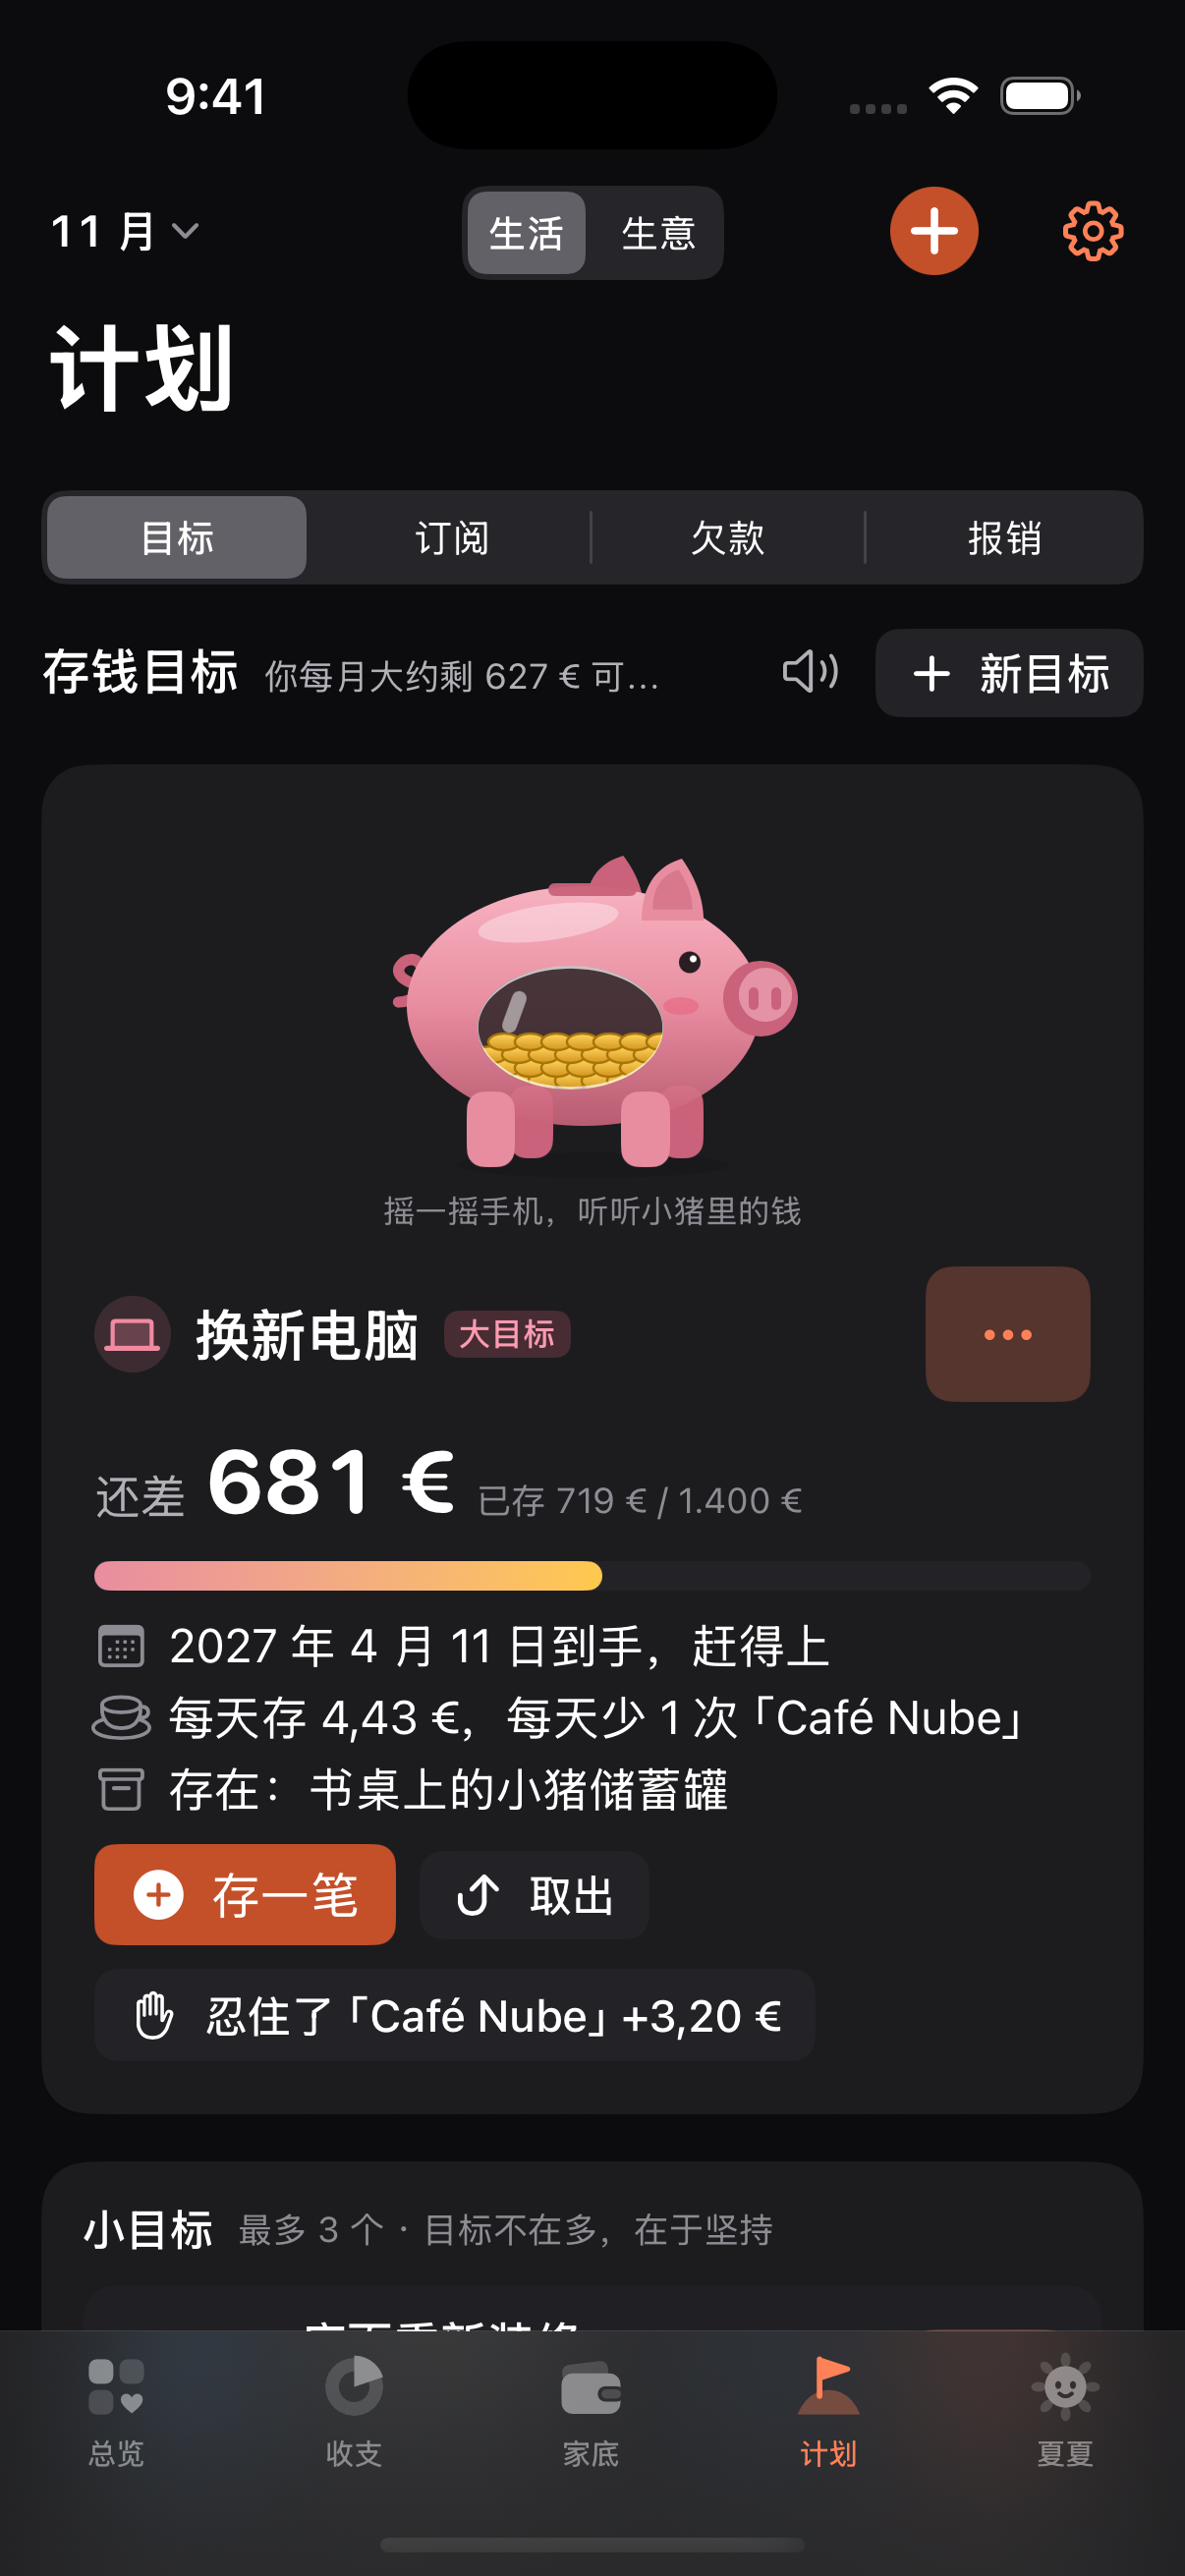 9:41
11 月
生活 生意
计划
目标 订阅 欠款 报销
存钱目标 你每月大约剩 627 € 可…
新目标
摇一摇手机，听听小猪里的钱
换新电脑 大目标
还差 681 € 已存 719 € / 1.400 €
2027 年 4 月 11 日到手，赶得上
每天存 4,43 €，每天少 1 次「Café Nube」
存在：书桌上的小猪储蓄罐
存一笔 取出
忍住了「Café Nube」+3,20 €
小目标 最多 3 个 · 目标不在多，在于坚持
总览 收支 家底 计划 夏夏